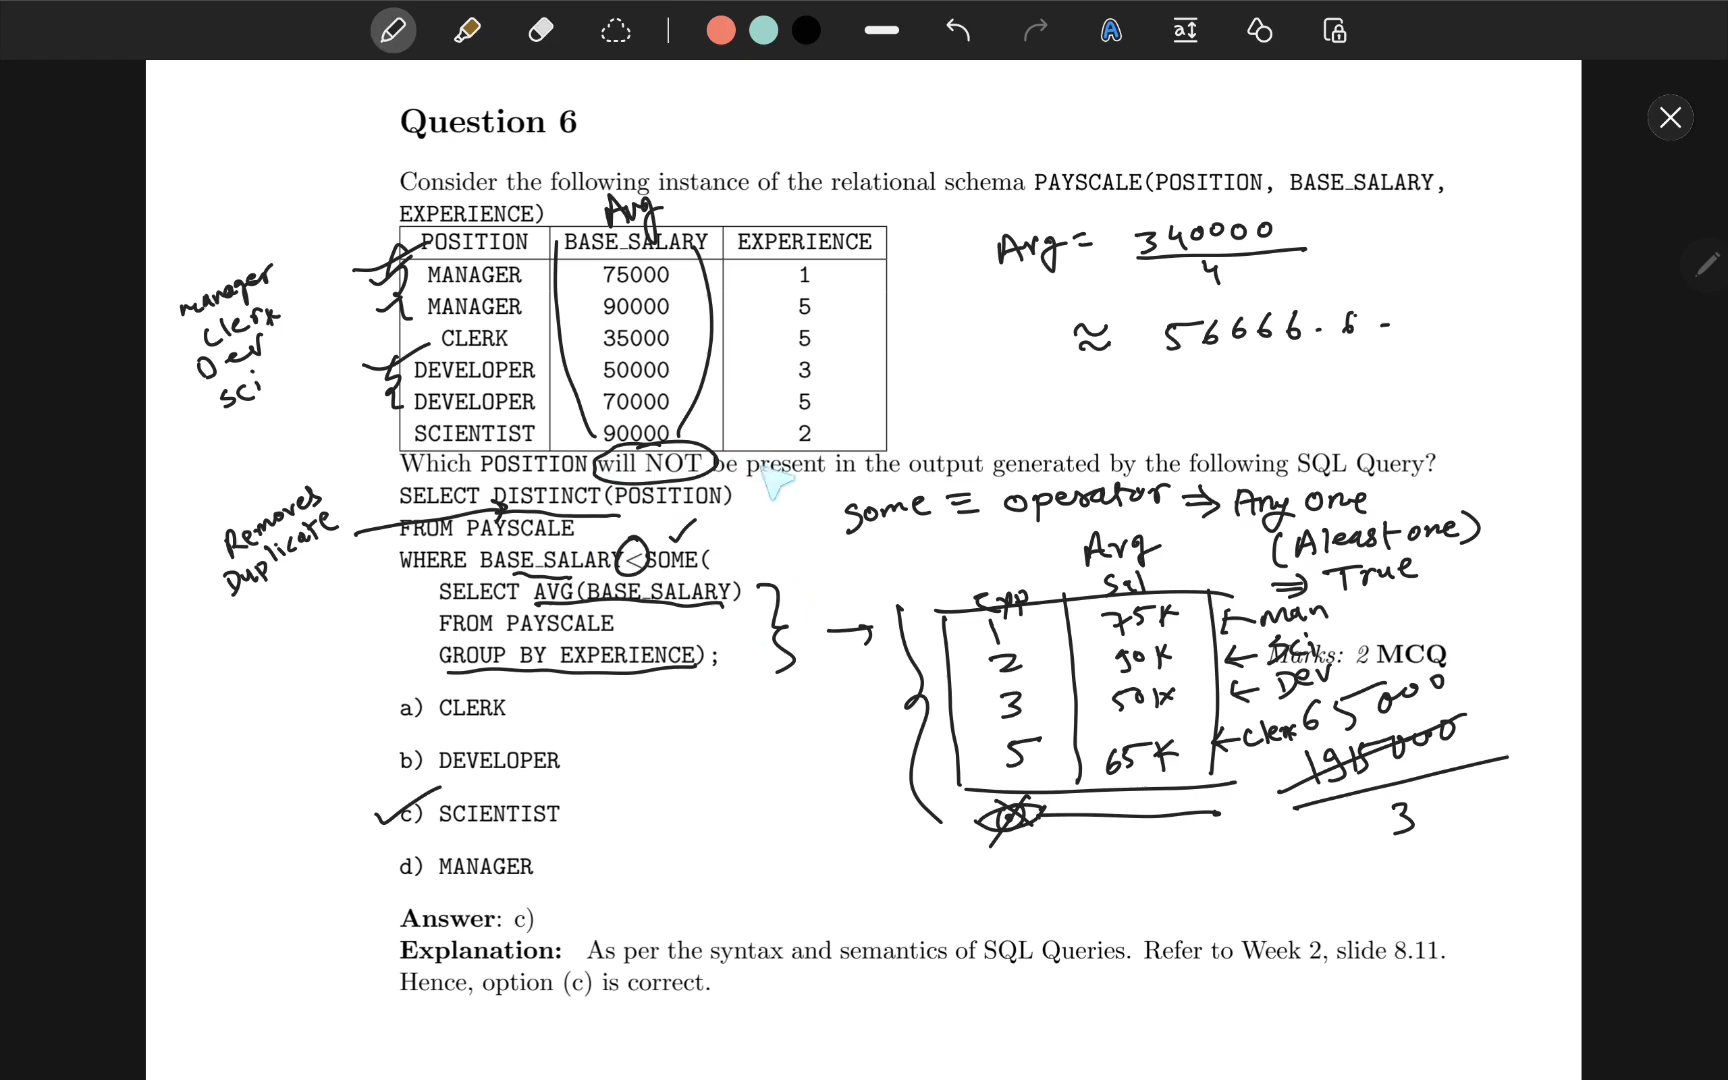 Question 6
Consider the following instance of the relational schema PAYSCALE(POSITION, BASE_SALARY,
EXPERIENCE)
Avg
POSITION BASE_SALARY EXPERIENCE
MANAGER 75000 1
MANAGER 90000 5
CLERK 35000 5
DEVELOPER 50000 3
DEVELOPER 70000 5
SCIENTIST 90000 2
manager
Clerk
Dev
sci
Avg = 340000
4
≈ 56666.6-
Which POSITION will NOT be present in the output generated by the following SQL Query?
SELECT DISTINCT(POSITION)
FROM PAYSCALE
WHERE BASE_SALARY<SOME(
SELECT AVG(BASE_SALARY)
FROM PAYSCALE
GROUP BY EXPERIENCE);
Removes
Duplicate
Some ≡ operator ⇒ Any one
(Aleast one)
⇒ True
Avg
Exp Sal
1 75K ← man
2 90K ← Sci
3 50K ← Dev
5 65K ← Clerk
65000
195000
3
Marks: 2 MCQ
a) CLERK
b) DEVELOPER
c) SCIENTIST
d) MANAGER
Answer: c)
Explanation: As per the syntax and semantics of SQL Queries. Refer to Week 2, slide 8.11.
Hence, option (c) is correct.